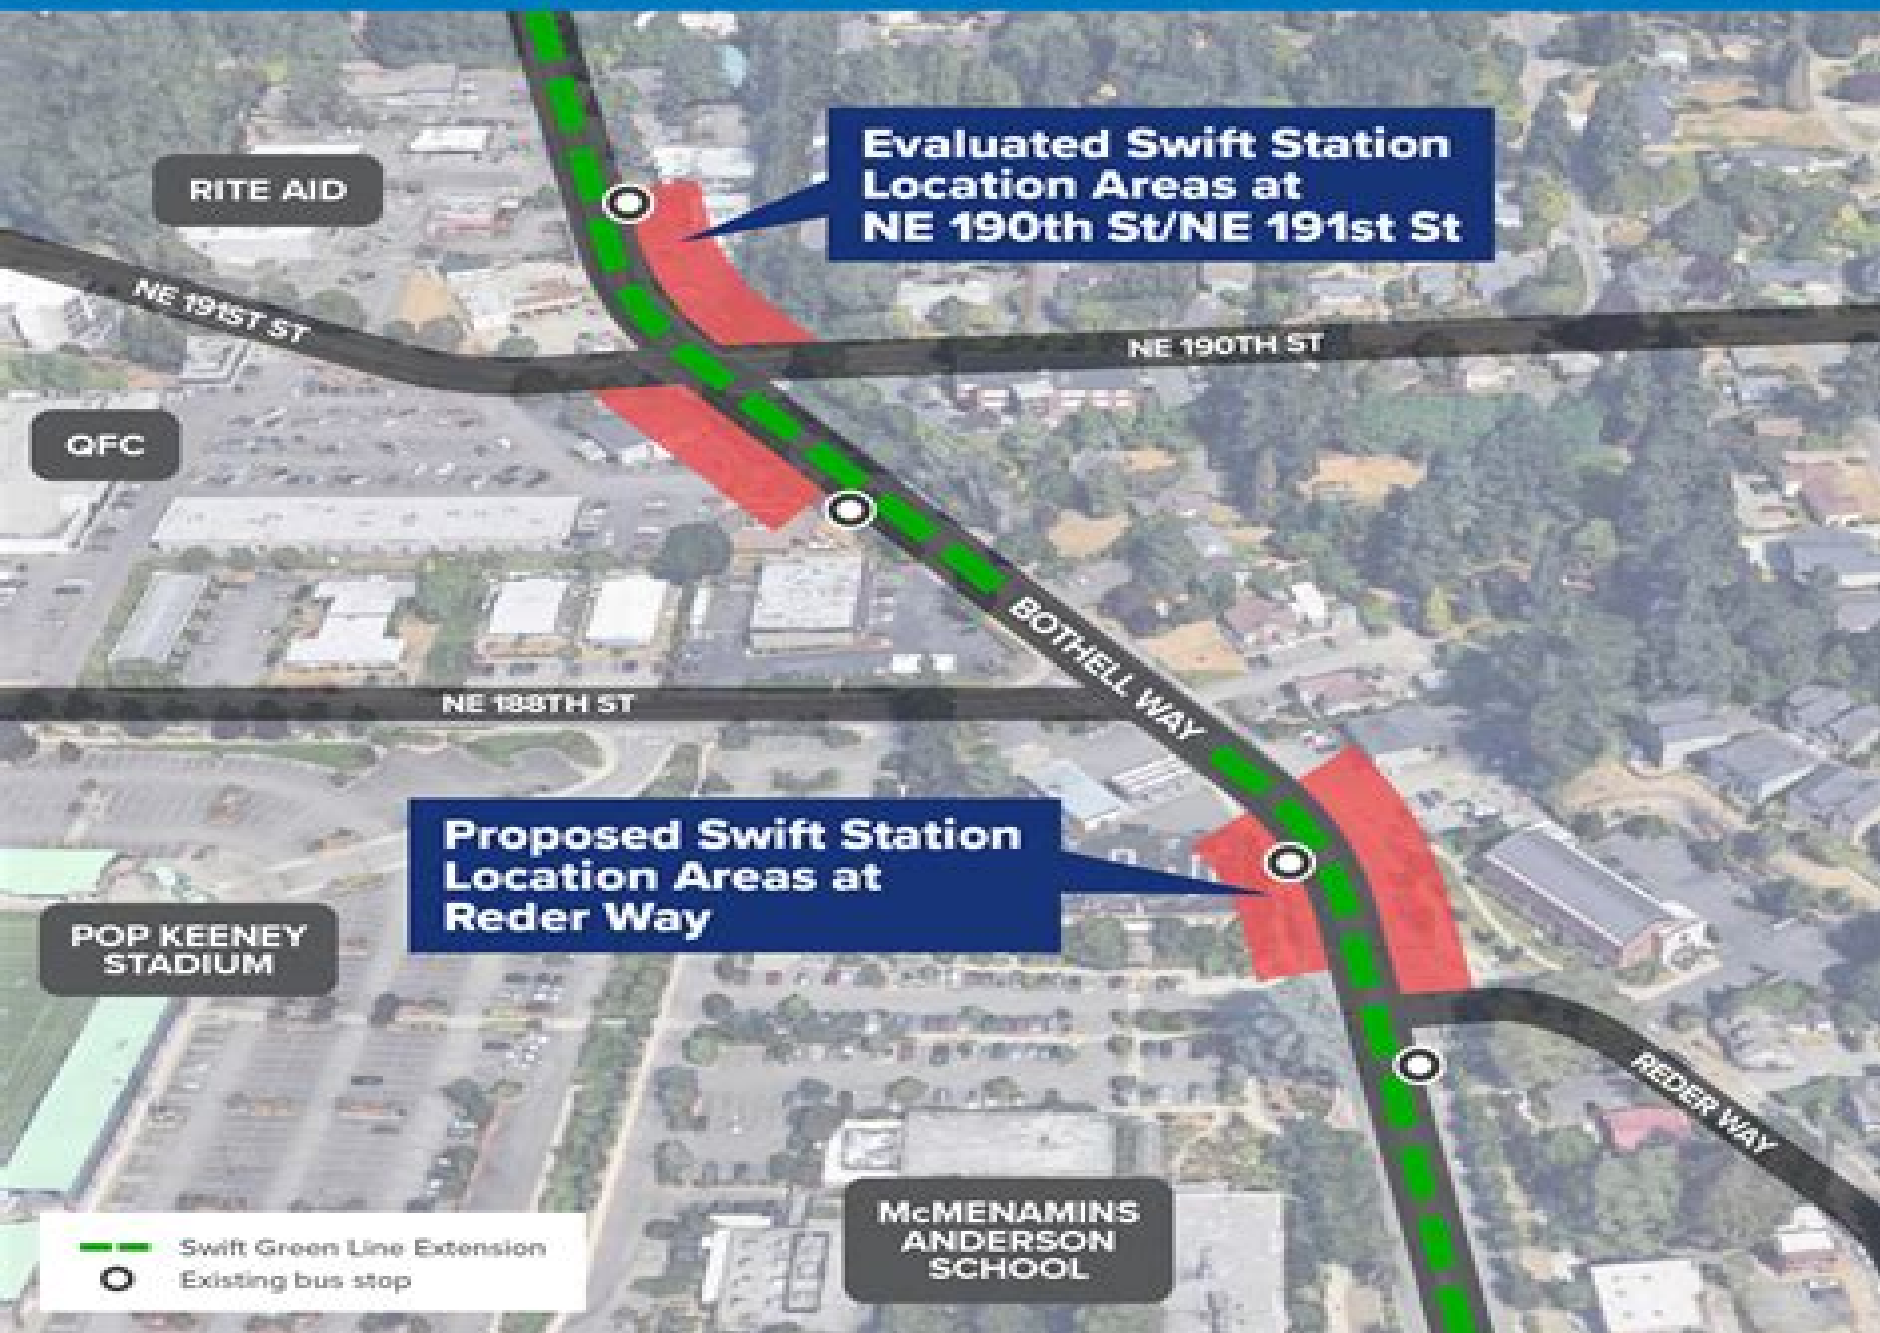 Evaluated Swift Station
Location Areas at
NE 190th St/NE 191st St
RITE AID
NE 191ST ST
NE 190TH ST
QFC
BOTHELL WAY
NE 188TH ST
Proposed Swift Station
Location Areas at
Reder Way
POP KEENEY
STADIUM
REDER WAY
McMENAMINS
ANDERSON
SCHOOL
Swift Green Line Extension
Existing bus stop